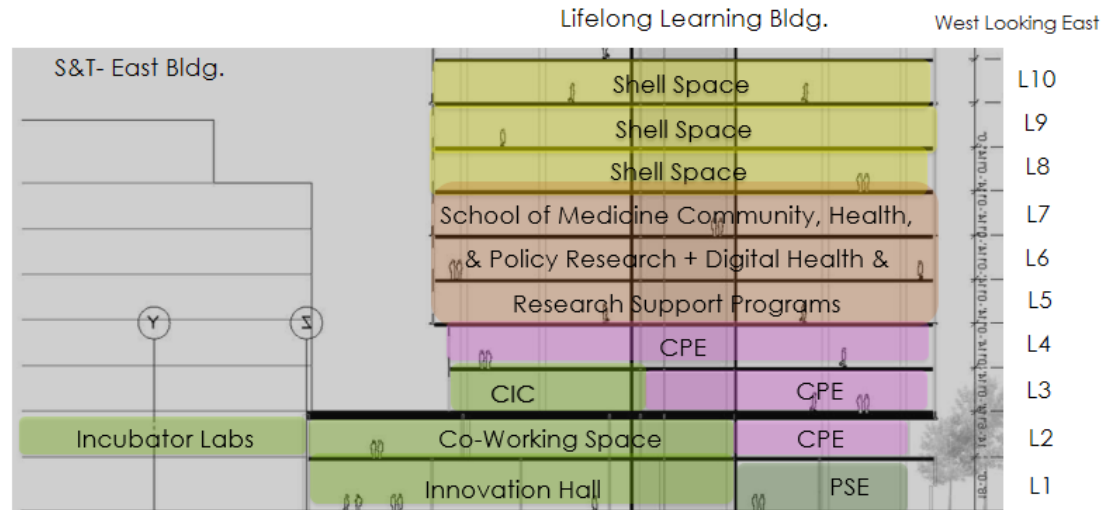 Lifelong Learning Bldg.
West Looking East
S&T- East Bldg.
Shell Space
L10
Shell Space
L9
Shell Space
L8
School of Medicine Community, Health,
L7
& Policy Research + Digital Health &
L6
Research Support Programs
L5
Y
Z
CPE
L4
CIC
CPE
L3
Incubator Labs
Co-Working Space
CPE
L2
Innovation Hall
PSE
L1